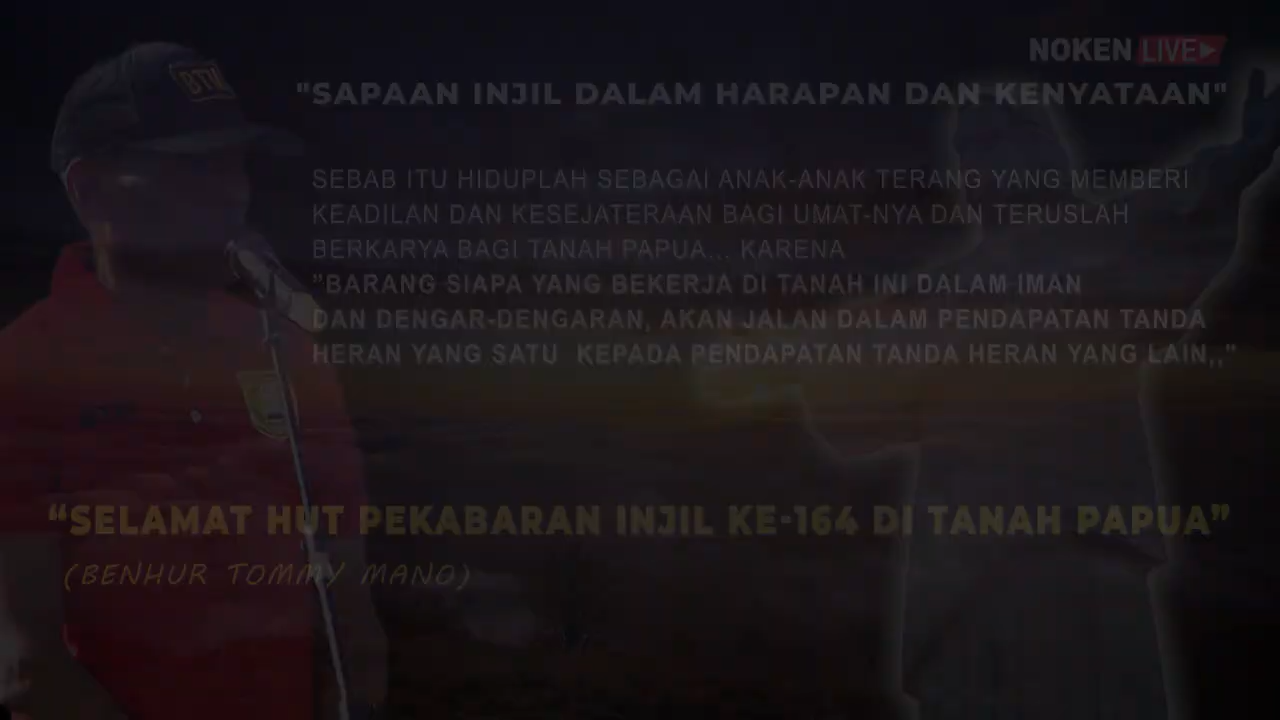 NOKEN LIVE
"SAPAAN INJIL DALAM HARAPAN DAN KENYATAAN"
BTM
SEBAB ITU HIDUPLAH SEBAGAI ANAK-ANAK TERANG YANG MEMBERI
KEADILAN DAN KESEJATERAAN BAGI UMAT-NYA DAN TERUSLAH
BERKARYA BAGI TANAH PAPUA... KARENA
"BARANG SIAPA YANG BEKERJA DI TANAH INI DALAM IMAN
DAN DENGAR-DENGARAN, AKAN JALAN DALAM PENDAPATAN TANDA
HERAN YANG SATU KEPADA PENDAPATAN TANDA HERAN YANG LAIN,,"
“SELAMAT HUT PEKABARAN INJIL KE-164 DI TANAH PAPUA”
(BENHUR TOMMY MANO)